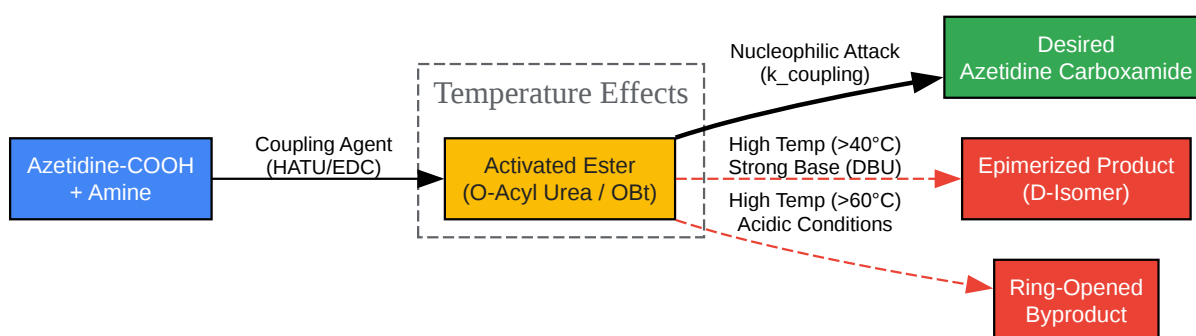 Azetidine-COOH
+ Amine
Coupling Agent
(HATU/EDC)
Temperature Effects
Activated Ester
(O-Acyl Urea / OBt)
Nucleophilic Attack
(k_coupling)
Desired
Azetidine Carboxamide
High Temp (>40°C)
Strong Base (DBU)
Epimerized Product
(D-Isomer)
High Temp (>60°C)
Acidic Conditions
Ring-Opened
Byproduct